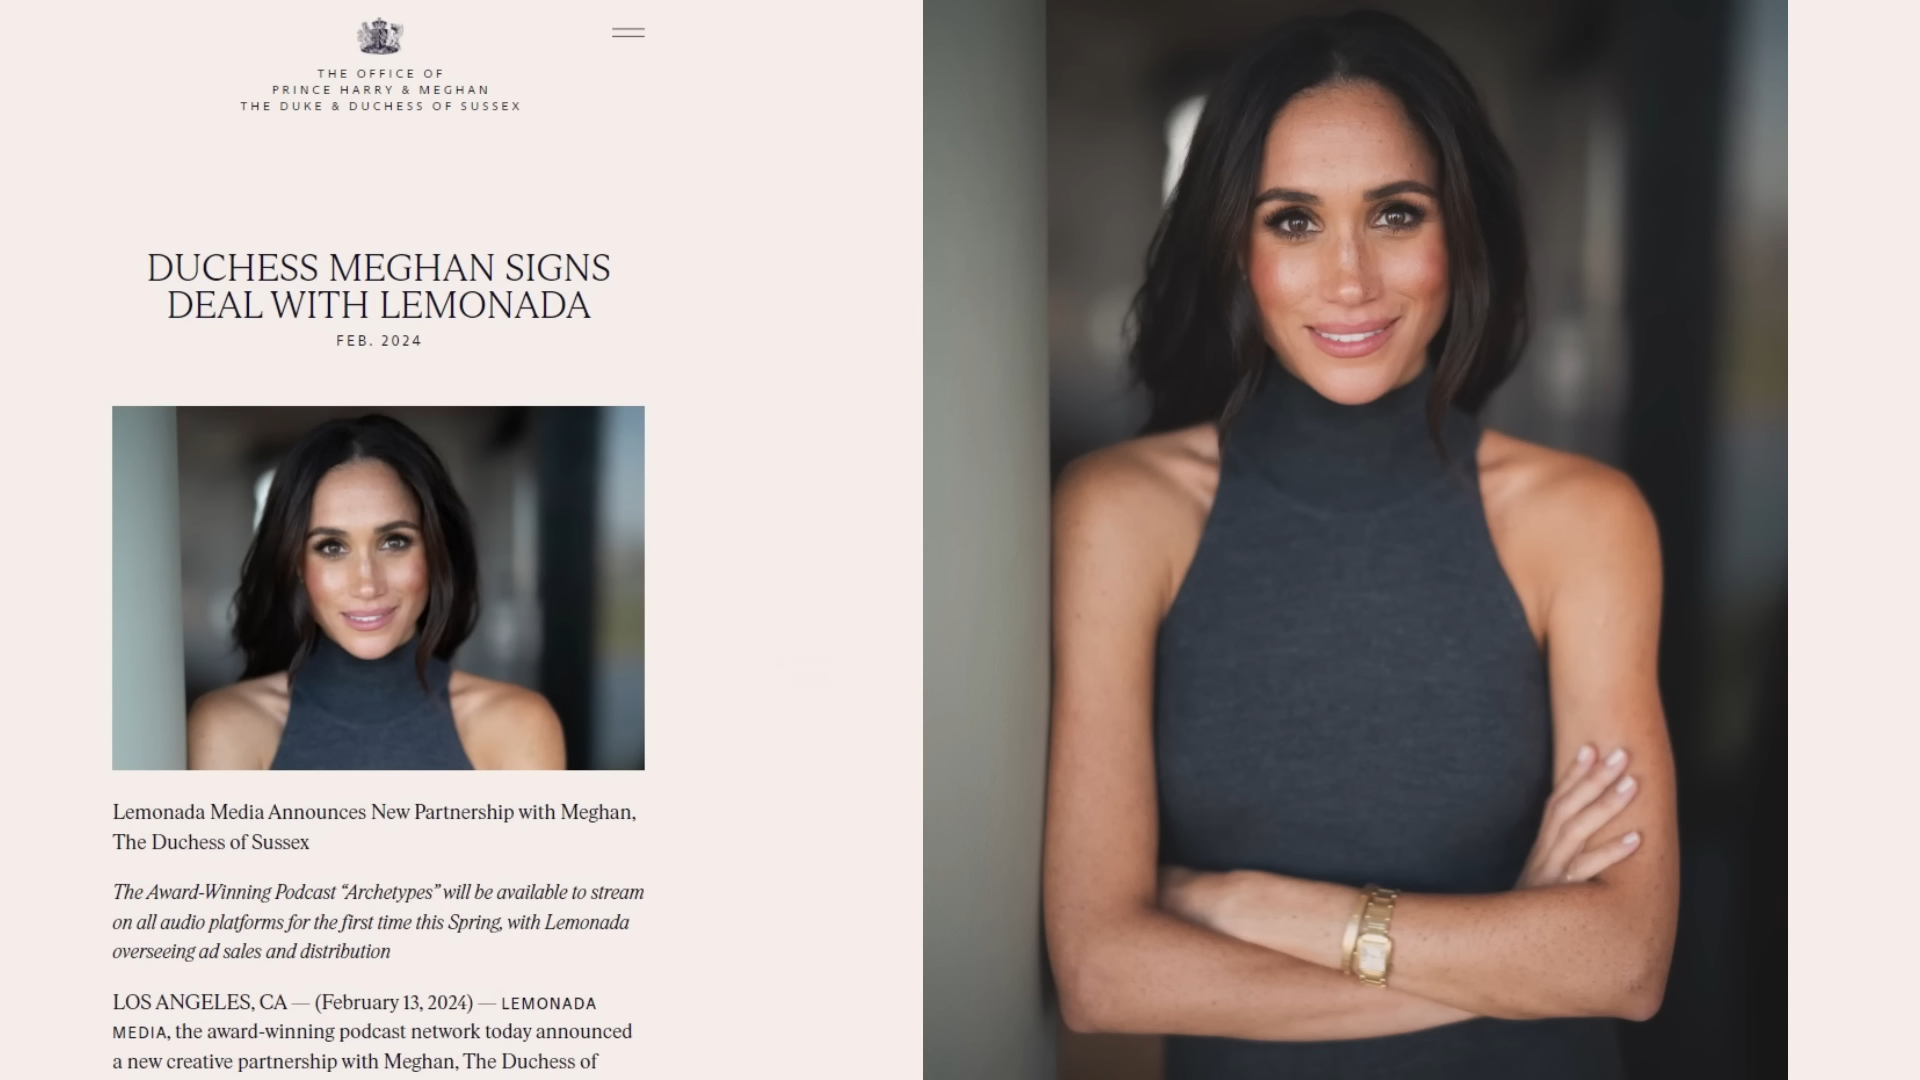 THE OFFICE OF
PRINCE HARRY & MEGHAN
THE DUKE & DUCHESS OF SUSSEX
DUCHESS MEGHAN SIGNS
DEAL WITH LEMONADA
FEB. 2024
Lemonada Media Announces New Partnership with Meghan,
The Duchess of Sussex
The Award-Winning Podcast “Archetypes” will be available to stream
on all audio platforms for the first time this Spring, with Lemonada
overseeing ad sales and distribution
LOS ANGELES, CA — (February 13, 2024) — LEMONADA
MEDIA, the award-winning podcast network today announced
a new creative partnership with Meghan, The Duchess of